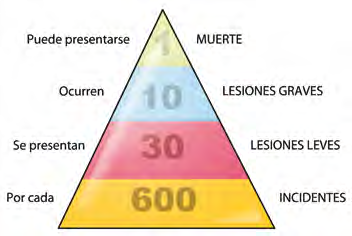 Puede presentarse 1 MUERTE
Ocurren 10 LESIONES GRAVES
Se presentan 30 LESIONES LEVES
Por cada 600 INCIDENTES